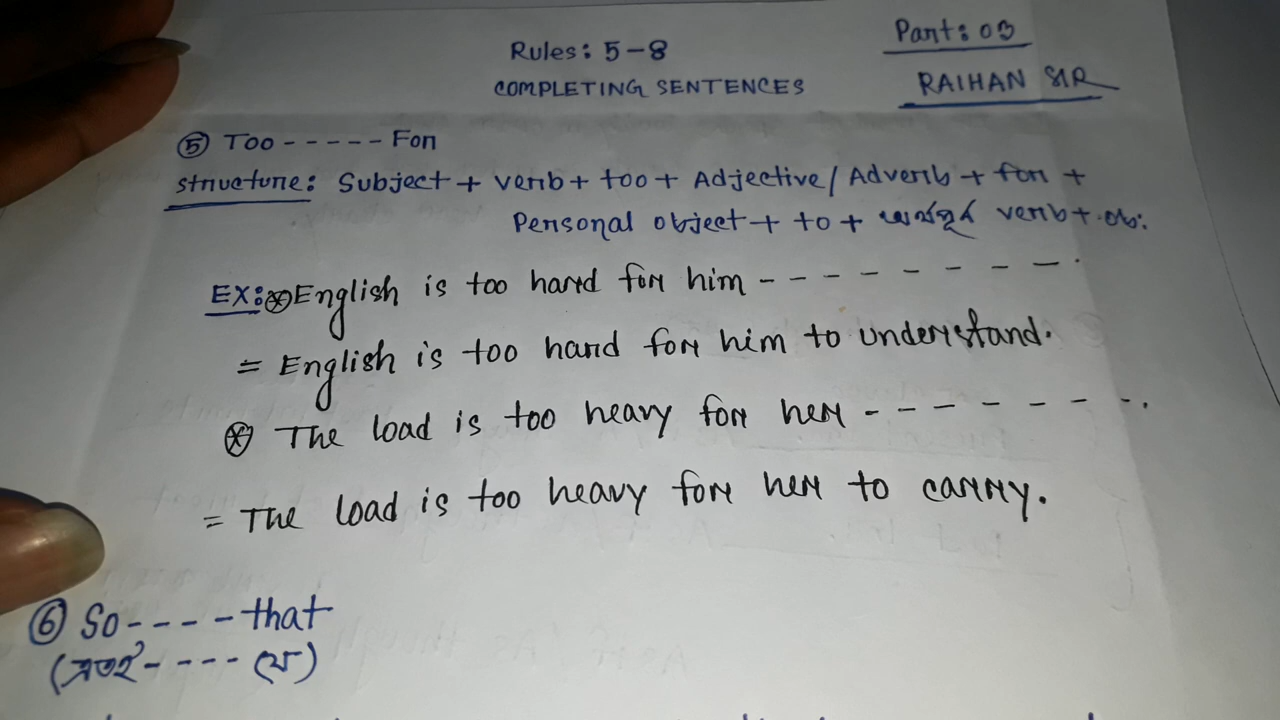 Part: 03
Rules: 5-8
COMPLETING SENTENCES
RAIHAN SIR
⑤ Too ----- For
Structure: Subject + verb + too + Adjective / Adverb + for +
Personal object + to + verb + ob:
EX: ⊛ English is too hard for him ---------.
= English is too hard for him to understand.
⊛ The load is too heavy for her --------.
= The load is too heavy for her to carry.
⑥ So ---- that
(এতই ---- যে)